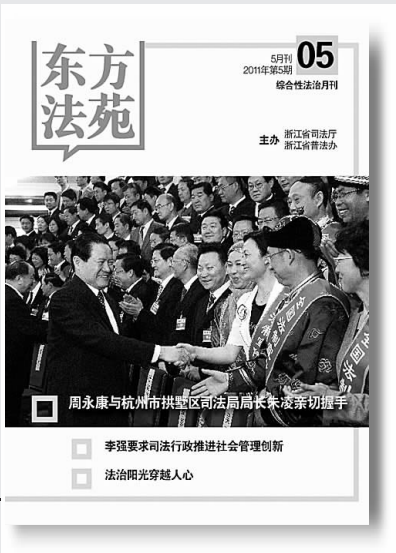 东方
法苑
5月刊
2011年第5期
05
综合性法治月刊
主办
浙江省司法厅
浙江省普法办
周永康与杭州市拱墅区司法局局长朱凌亲切握手
李强要求司法行政推进社会管理创新
法治阳光穿越人心